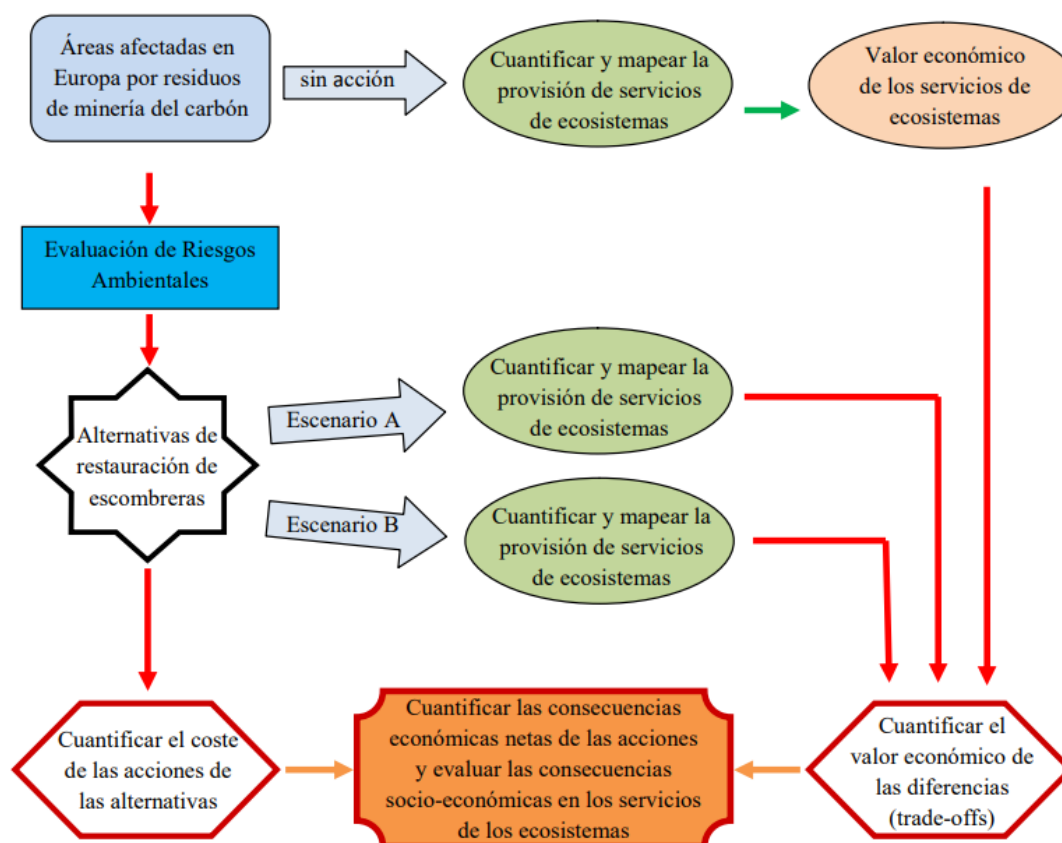 Áreas afectadas en
Europa por residuos
de minería del carbón
sin acción
Cuantificar y mapear la
provisión de servicios
de ecosistemas
Valor económico
de los servicios de
ecosistemas
Evaluación de Riesgos
Ambientales
Alternativas de
restauración de
escombreras
Escenario A
Cuantificar y mapear la
provisión de servicios
de ecosistemas
Escenario B
Cuantificar y mapear la
provisión de servicios
de ecosistemas
Cuantificar el coste
de las acciones de
las alternativas
Cuantificar las consecuencias
económicas netas de las acciones
y evaluar las consecuencias
socio-económicas en los servicios
de los ecosistemas
Cuantificar el
valor económico de
las diferencias
(trade-offs)